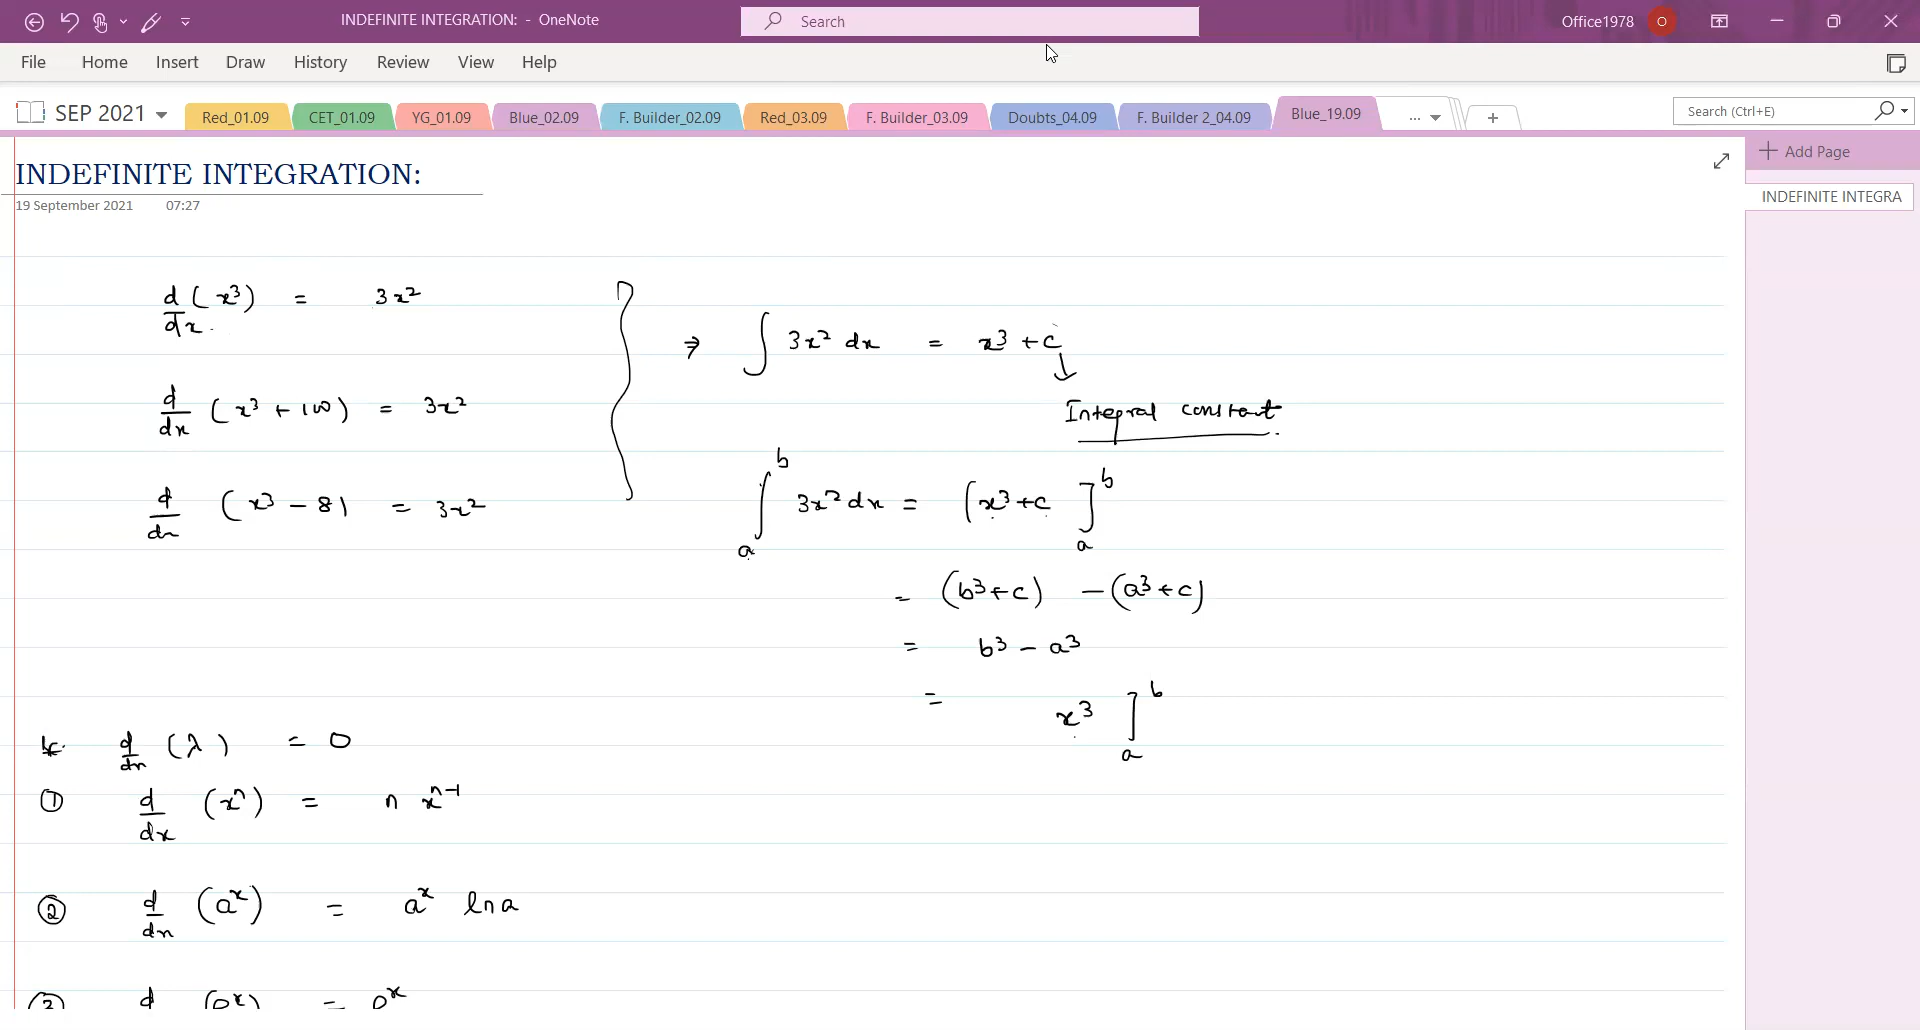 INDEFINITE INTEGRATION: - OneNote
Search
Office1978
O
File Home Insert Draw History Review View Help
SEP 2021
Red_01.09 CET_01.09 YG_01.09 Blue_02.09 F. Builder_02.09 Red_03.09 F. Builder_03.09 Doubts_04.09 F. Builder 2_04.09 Blue_19.09 ... +
Search (Ctrl+E)
Add Page
INDEFINITE INTEGRA
INDEFINITE INTEGRATION:
19 September 2021 07:27
d/dx (x³) = 3x²
d/dx (x³ + 100) = 3x²
d/dx (x³ − 8) = 3x²
⇒ ∫ 3x² dx = x³ + c
Integral constant
∫ₐᵇ 3x² dx = [x³ + c]ₐᵇ
= (b³ + c) − (a³ + c)
= b³ − a³
= x³ ]ₐᵇ
d/dx (λ) = 0
① d/dx (xⁿ) = n xⁿ⁻¹
② d/dx (aˣ) = aˣ ln a
③ d (eˣ) = eˣ